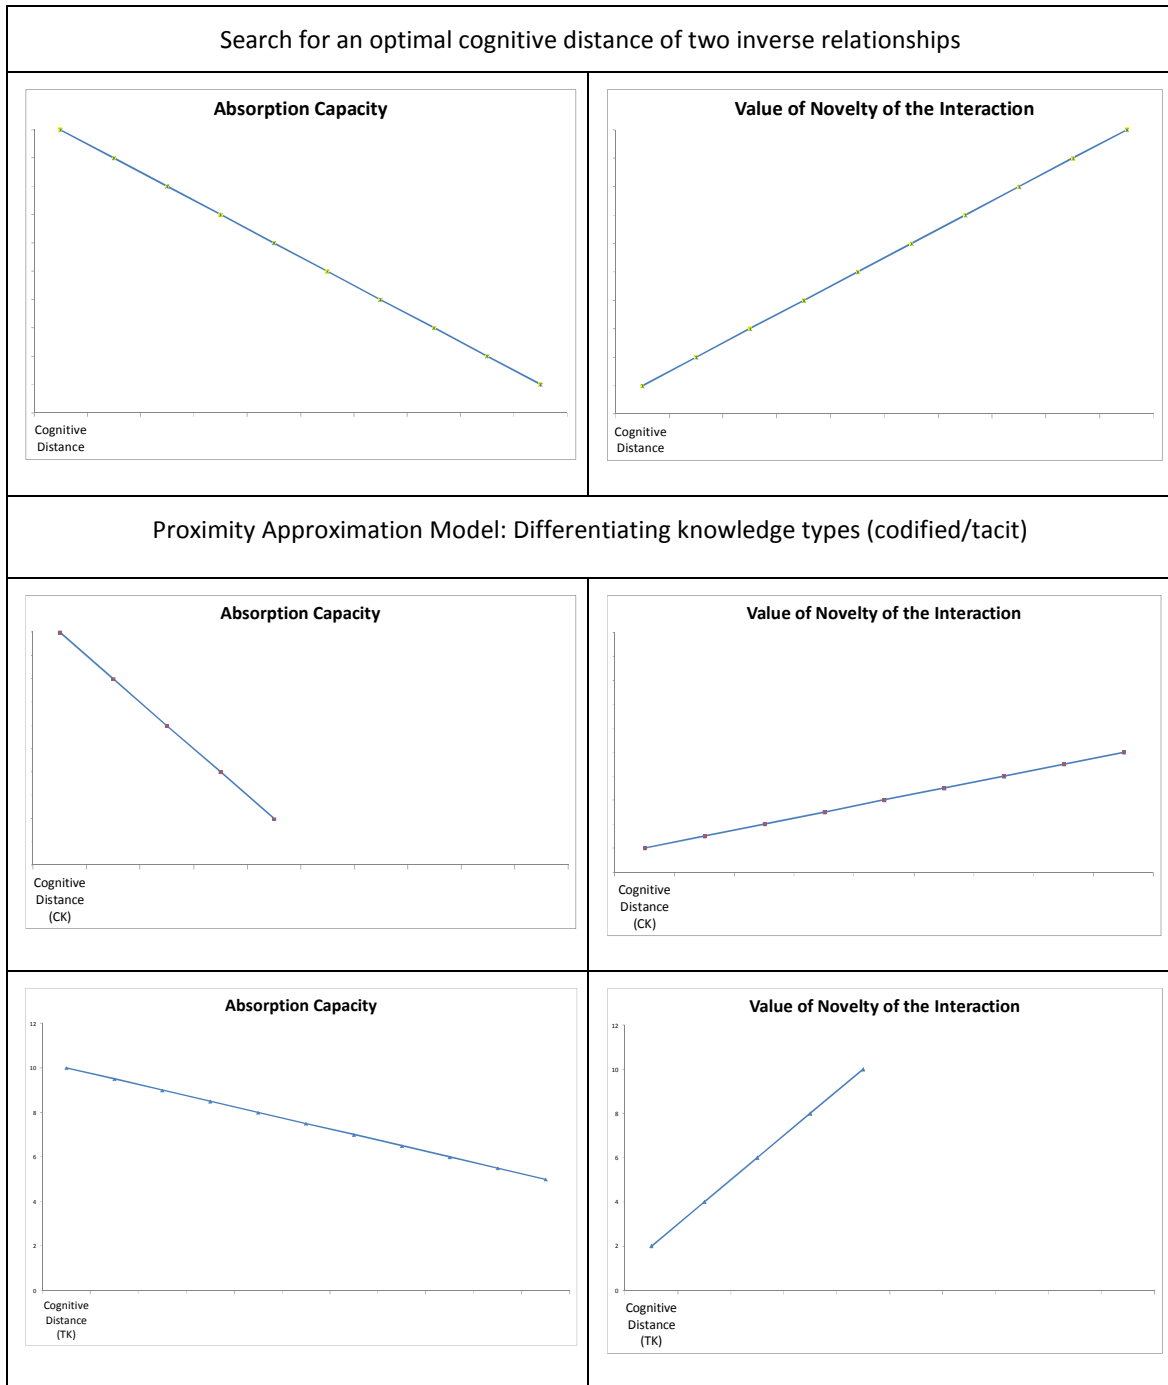 Search for an optimal cognitive distance of two inverse relationships
Absorption Capacity
Cognitive
Distance
Value of Novelty of the Interaction
Cognitive
Distance
Proximity Approximation Model: Differentiating knowledge types (codified/tacit)
Absorption Capacity
Cognitive
Distance
(CK)
Value of Novelty of the Interaction
Cognitive
Distance
(CK)
Absorption Capacity
12
10
8
6
4
2
0
Cognitive
Distance
(TK)
Value of Novelty of the Interaction
12
10
8
6
4
2
0
Cognitive
Distance
(TK)